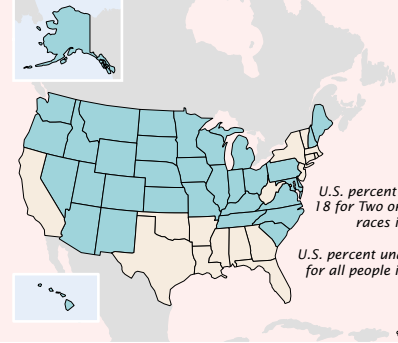 U.S. percent
18 for Two or
races i
U.S. percent un
for all people i